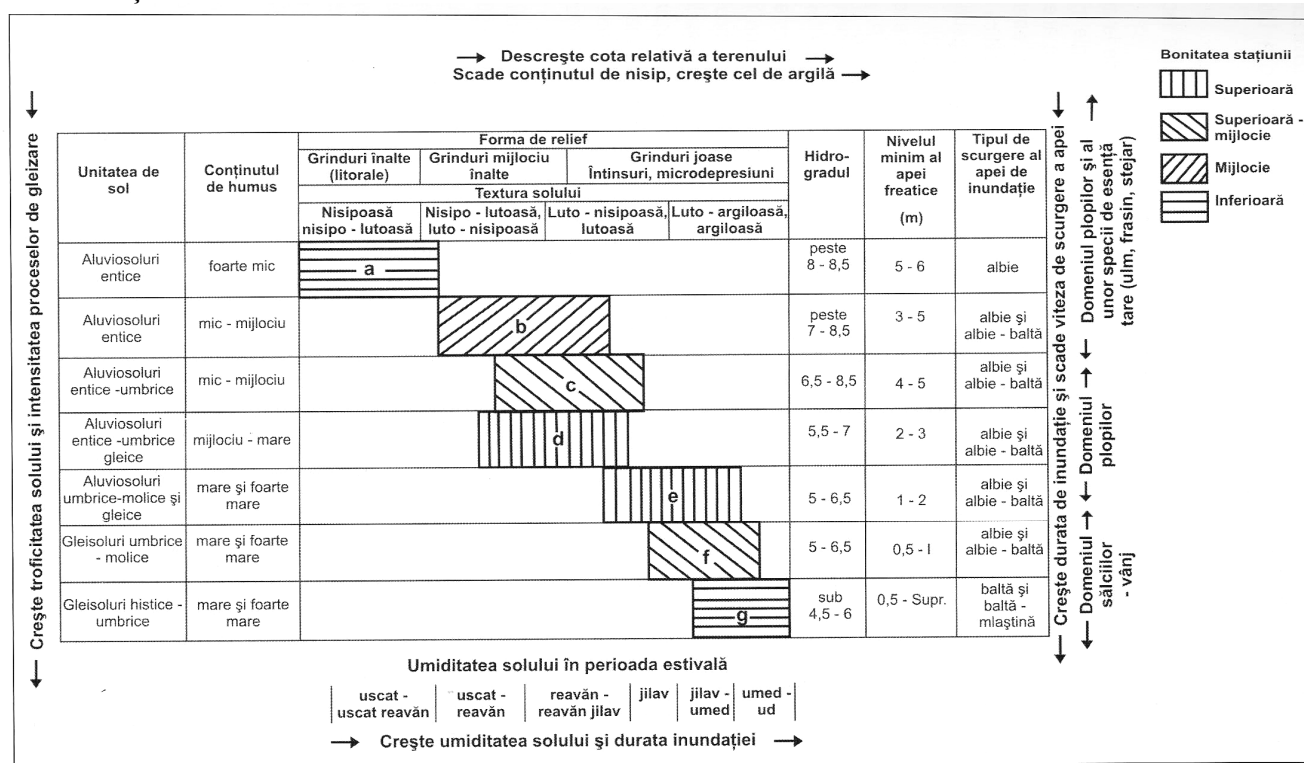 → Descreşte cota relativă a terenului →
Scade conţinutul de nisip, creşte cel de argilă →
Bonitatea staţiunii
Superioară
Superioară -
mijlocie
Mijlocie
Inferioară
← Creşte troficitatea solului şi intensitatea proceselor de gleizare →
Unitatea de
sol
Conţinutul
de humus
Forma de relief
Grinduri înalte
(litorale)
Grinduri mijlociu
înalte
Grinduri joase
Întinsuri, microdepresiuni
Textura solului
Nisipoasă
nisipo - lutoasă
Nisipo - lutoasă,
luto - nisipoasă
Luto - nisipoasă,
lutoasă
Luto - argiloasă,
argiloasă
Hidro-
gradul
Nivelul
minim al
apei
freatice
(m)
Tipul de
scurgere al
apei de
inundaţie
Aluviosoluri
entice
foarte mic
a
peste
8 - 8,5
5 - 6
albie
Aluviosoluri
entice
mic - mijlociu
b
peste
7 - 8,5
3 - 5
albie şi
albie - baltă
Aluviosoluri
entice -umbrice
mic - mijlociu
c
6,5 - 8,5
4 - 5
albie şi
albie - baltă
Aluviosoluri
entice -umbrice
gleice
mijlociu - mare
d
5,5 - 7
2 - 3
albie şi
albie - baltă
Aluviosoluri
umbrice-molice şi
gleice
mare şi foarte
mare
e
5 - 6,5
1 - 2
albie şi
albie - baltă
Gleisoluri umbrice
- molice
mare şi foarte
mare
f
5 - 6,5
0,5 - I
albie şi
albie - baltă
Gleisoluri histice -
umbrice
mare şi foarte
mare
g
sub
4,5 - 6
0,5 - Supr.
baltă şi
baltă -
mlaştină
Creşte durata de inundaţie şi scade viteza de scurgere a apei
Domeniul plopilor şi al
unor specii de esenţă
tare (ulm, frasin, stejar)
Domeniul
plopilor
Domeniul
sălciilor
- vânj
Umiditatea solului în perioada estivală
uscat -
uscat reavăn
uscat -
reavăn
reavăn -
reavăn jilav
jilav
jilav -
umed
umed -
ud
→ Creşte umiditatea solului şi durata inundaţiei →